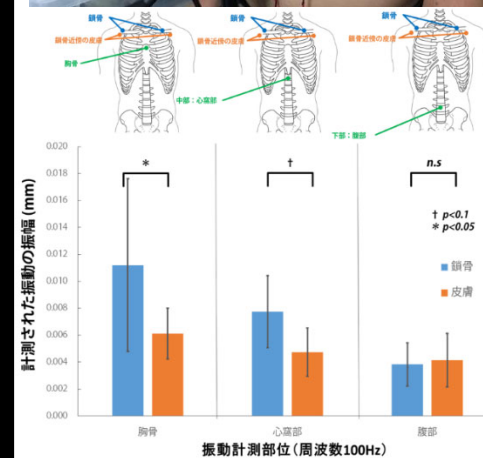 鎖骨
鎖骨近傍の皮膚
胸骨
鎖骨
鎖骨近傍の皮膚
中部：心窩部
鎖骨
鎖骨近傍の皮膚
下部：腹部
計測された振動の振幅 (mm)
0.020
0.018
0.016
0.014
0.012
0.010
0.008
0.006
0.004
0.002
0.000
*
†
n.s
† p<0.1
* p<0.05
鎖骨
皮膚
胸骨
心窩部
腹部
振動計測部位（周波数100Hz）